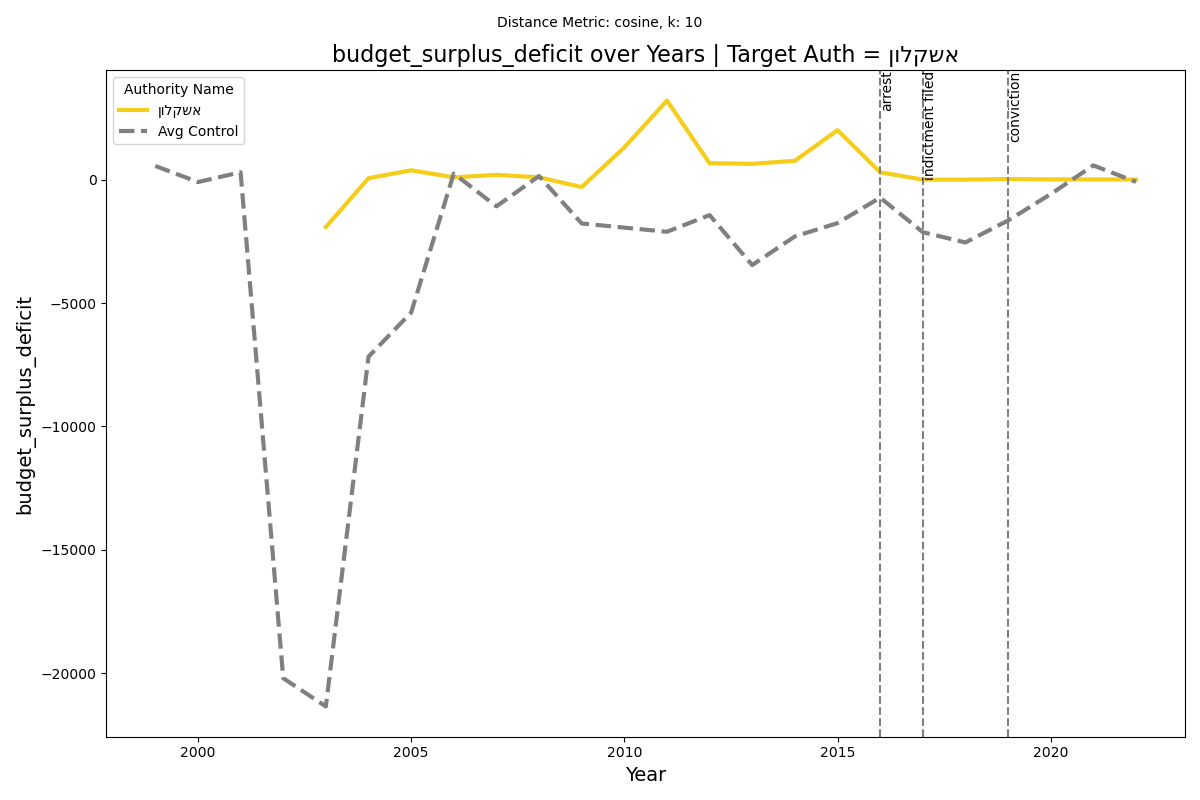 Distance Metric: cosine, k: 10
budget_surplus_deficit over Years | Target Auth = אשקלון
Authority Name
אשקלון
Avg Control
arrest
indictment filed
conviction
budget_surplus_deficit
0
−5000
−10000
−15000
−20000
2000
2005
2010
2015
2020
Year